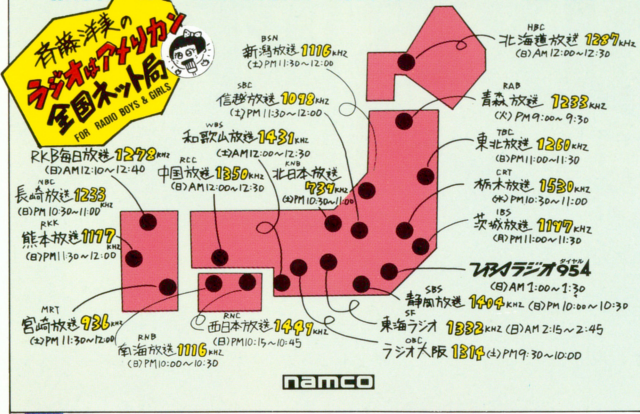 斉藤洋美の
ラジオはアメリカン
全国ネット局
FOR RADIO BOYS & GIRLS
HBC
北海道放送 1287KHZ
(日)AM12:00~12:30
BSN
新潟放送 1116KHZ
(土)PM11:30~12:00
RAB
青森放送 1233KHZ
(火)PM9:00~9:30
SBC
信越放送 1098KHZ
(土)PM11:30~12:00
TBC
東北放送 1260KHZ
(日)PM11:00~11:30
WBS
和歌山放送 1431KHZ
(土)AM12:00~12:30
CRT
栃木放送 1530KHZ
(水)PM10:30~11:00
RKB毎日放送 1278KHZ
(日)AM12:10~12:40
RCC
中国放送 1350KHZ
(日)AM12:00~12:30
KNB
北日本放送
738KHZ
(土)PM10:30~11:00
IBS
茨城放送 1197KHZ
(月)PM11:00~11:30
NBC
長崎放送 1233KHZ
(日)PM10:30~11:00
RKK
熊本放送 1197KHZ
(日)PM11:30~12:00
TBSラジオ954
ダイヤル
(日)AM1:00~1:30
SBS
静岡放送 1404KHZ (日)PM10:00~10:30
MRT
宮崎放送 936KHZ
(土)PM11:30~12:00
RNC
西日本放送 1449KHZ
(日)PM10:15~10:45
SF
東海ラジオ 1332KHZ (日)AM2:15~2:45
RNB
南海放送 1116KHZ
(日)PM10:00~10:30
OBC
ラジオ大阪 1314KHZ (土)PM9:30~10:00
namco